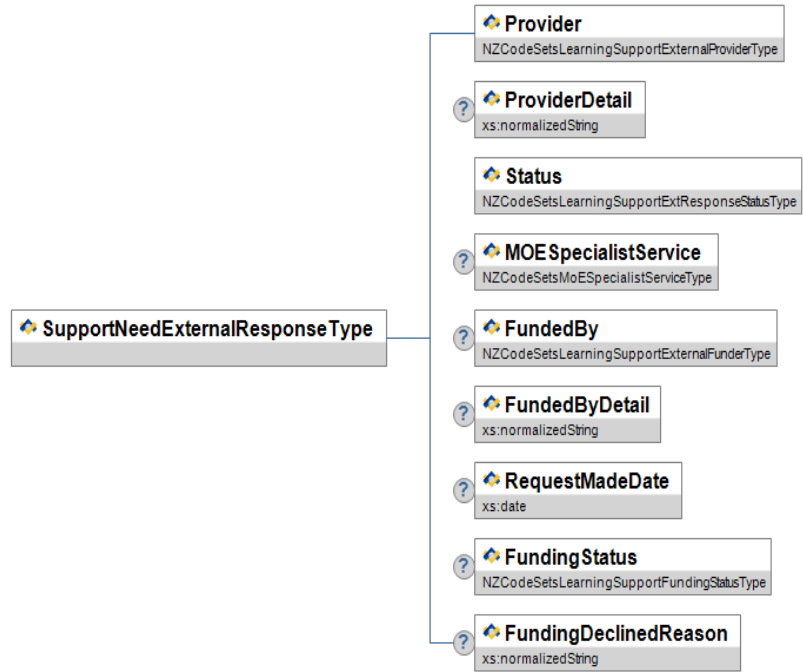 Provider
NZCodeSetsLearningSupportExternalProviderType
?
ProviderDetail
xs:normalizedString
Status
NZCodeSetsLearningSupportExtResponseStatusType
?
MOESpecialistService
NZCodeSetsMoESpecialistServiceType
SupportNeedExternalResponseType
?
FundedBy
NZCodeSetsLearningSupportExternalFunderType
?
FundedByDetail
xs:normalizedString
?
RequestMadeDate
xs:date
?
FundingStatus
NZCodeSetsLearningSupportFundingStatusType
?
FundingDeclinedReason
xs:normalizedString